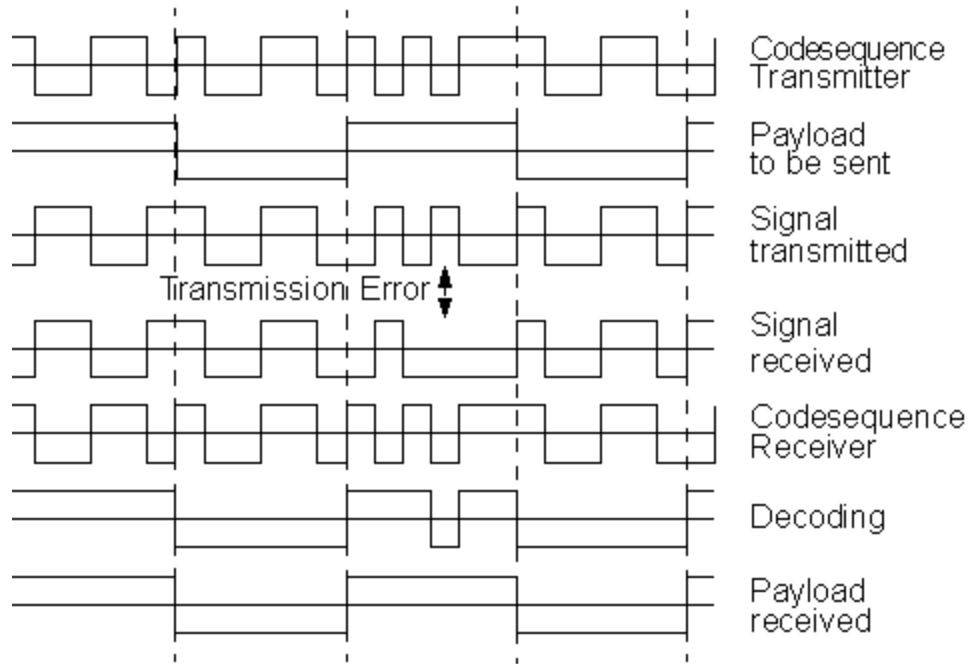 Codesequence
Transmitter
Payload
to be sent
Signal
transmitted
Transmission Error
Signal
received
Codesequence
Receiver
Decoding
Payload
received